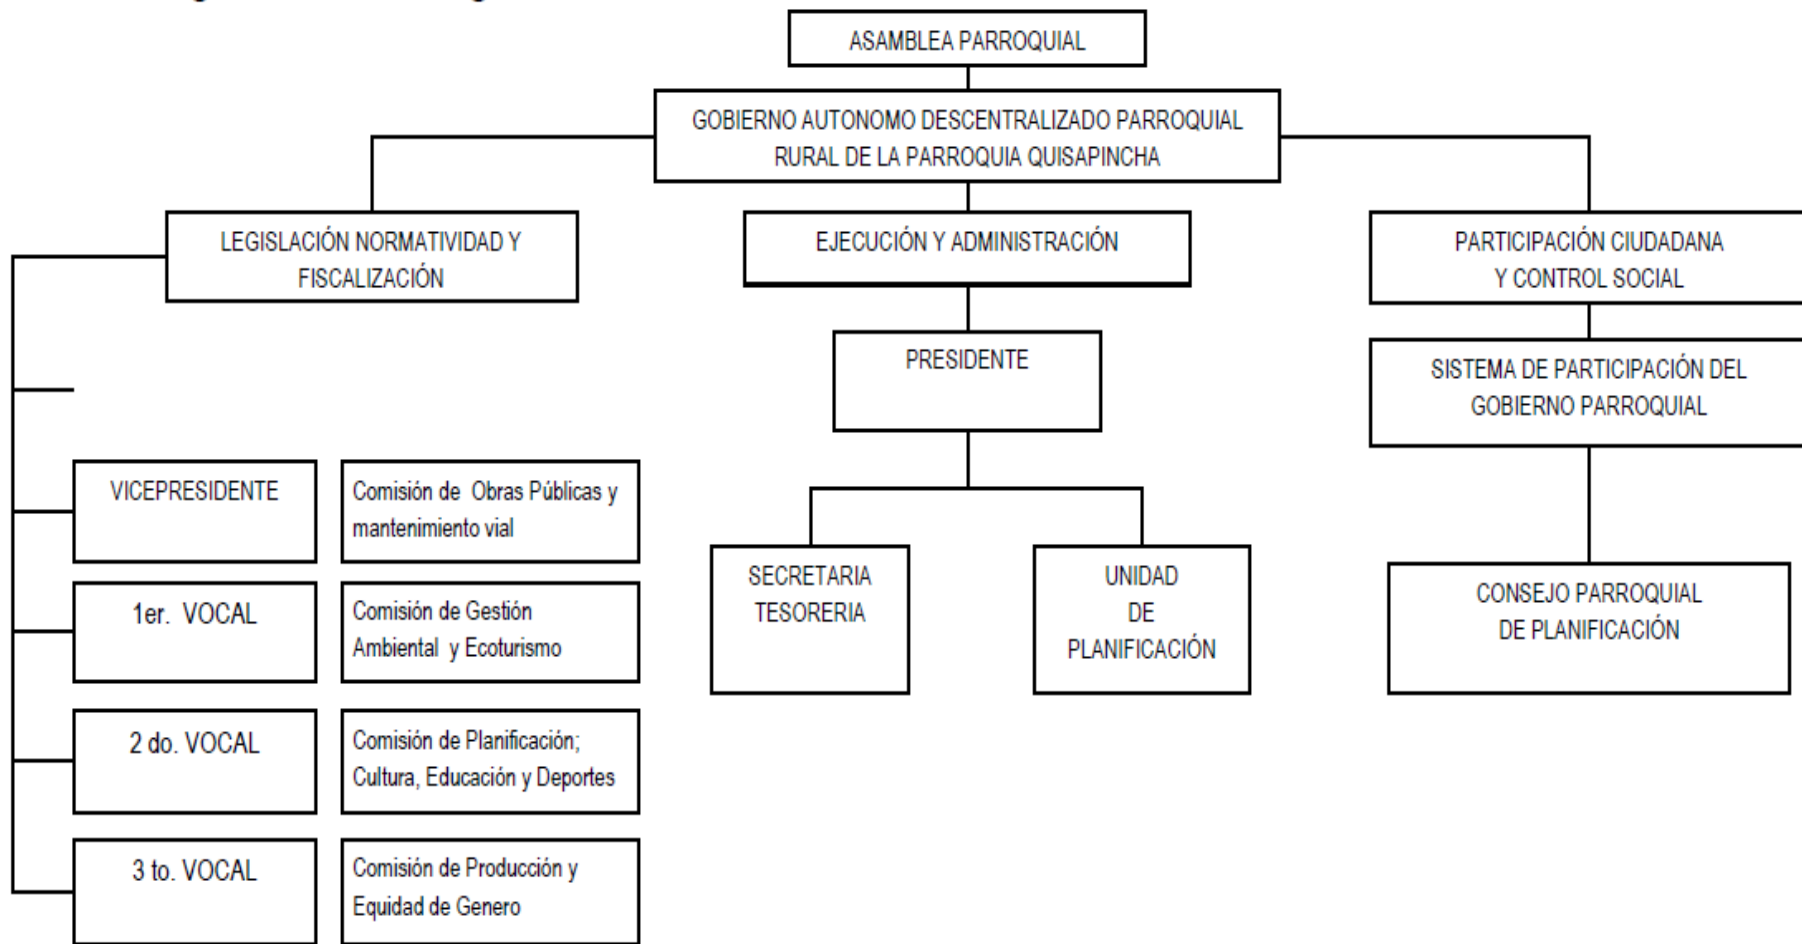 ASAMBLEA PARROQUIAL
GOBIERNO AUTONOMO DESCENTRALIZADO PARROQUIAL
RURAL DE LA PARROQUIA QUISAPINCHA
LEGISLACIÓN NORMATIVIDAD Y
FISCALIZACIÓN
EJECUCIÓN Y ADMINISTRACIÓN
PARTICIPACIÓN CIUDADANA
Y CONTROL SOCIAL
PRESIDENTE
SISTEMA DE PARTICIPACIÓN DEL
GOBIERNO PARROQUIAL
VICEPRESIDENTE
Comisión de Obras Públicas y
mantenimiento vial
1er. VOCAL
Comisión de Gestión
Ambiental y Ecoturismo
2 do. VOCAL
Comisión de Planificación;
Cultura, Educación y Deportes
3 to. VOCAL
Comisión de Producción y
Equidad de Genero
SECRETARIA
TESORERIA
UNIDAD
DE
PLANIFICACIÓN
CONSEJO PARROQUIAL
DE PLANIFICACIÓN